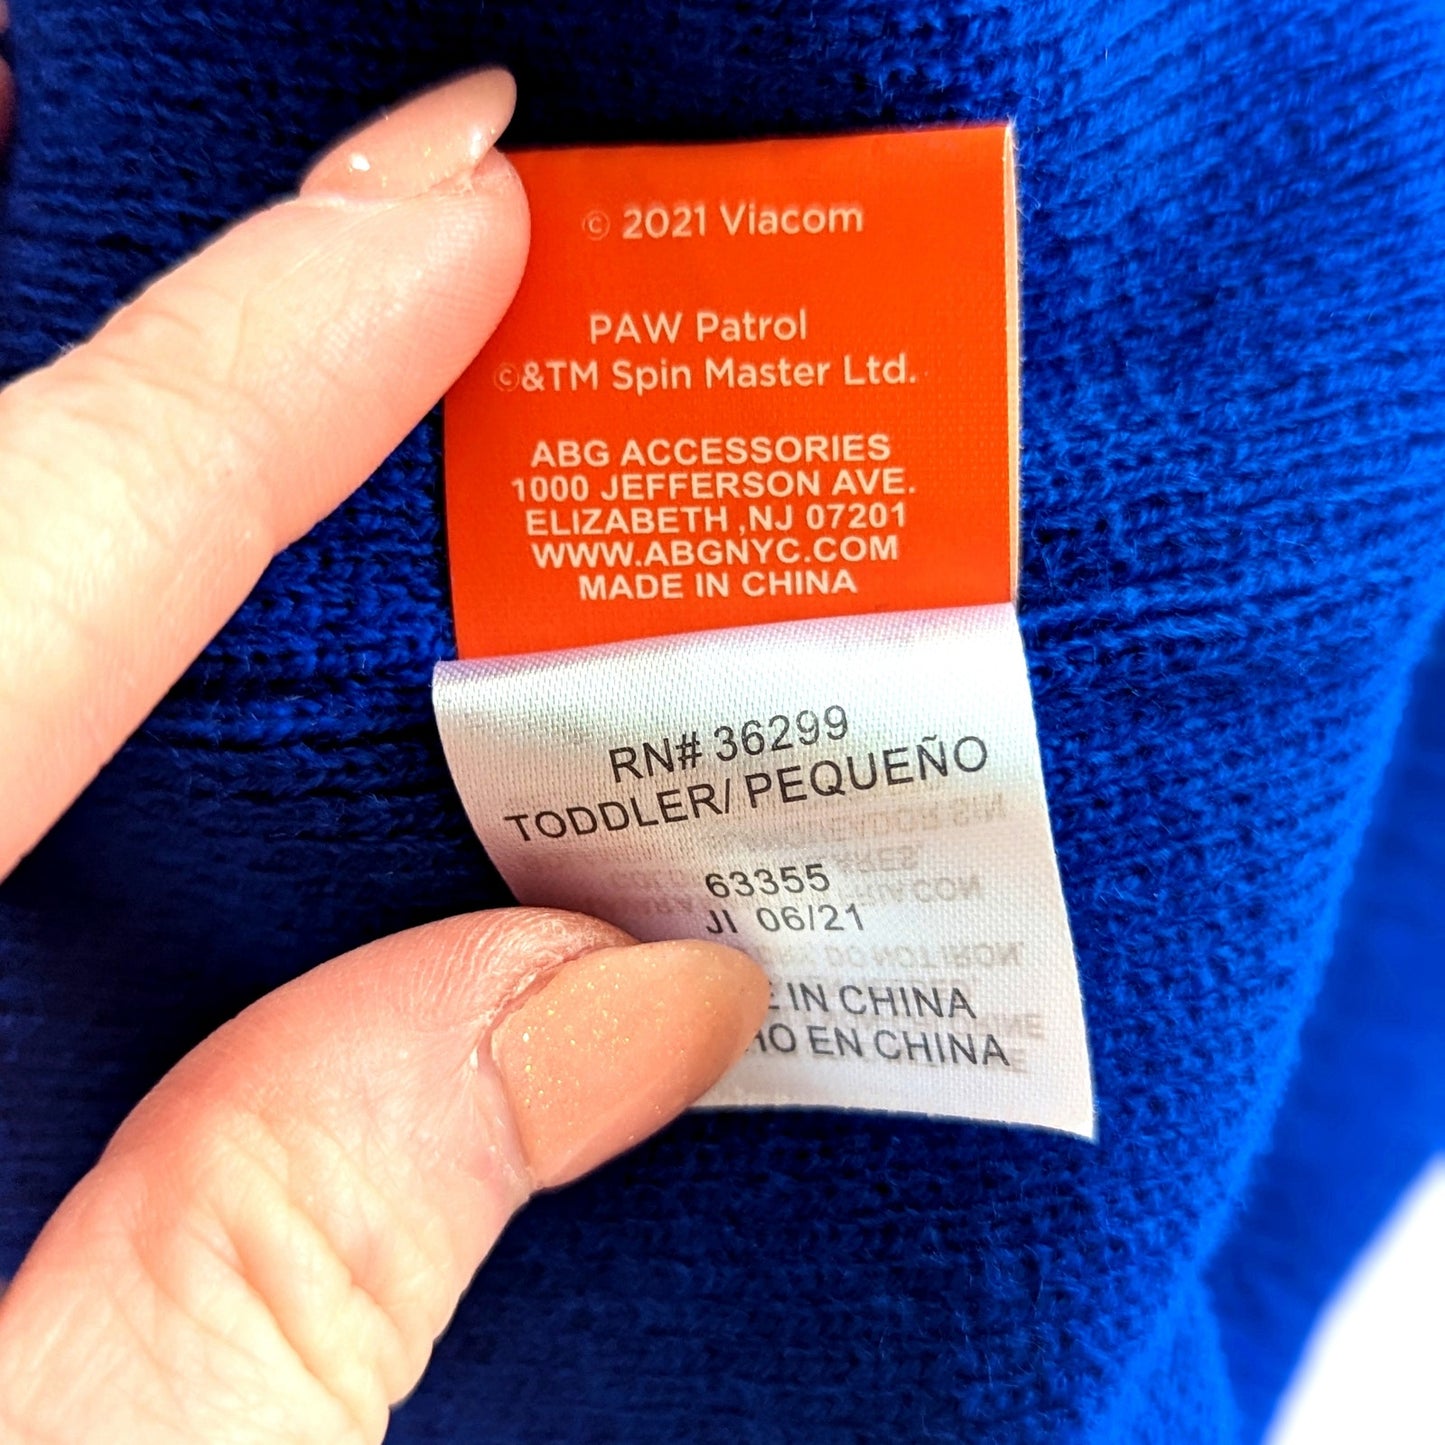 © 2021 Viacom
PAW Patrol
©&TM Spin Master Ltd.
ABG ACCESSORIES
1000 JEFFERSON AVE.
ELIZABETH ,NJ 07201
WWW.ABGNYC.COM
MADE IN CHINA
RN# 36299
TODDLER/ PEQUEÑO
63355
JI 06/21
IN CHINA
EN CHINA